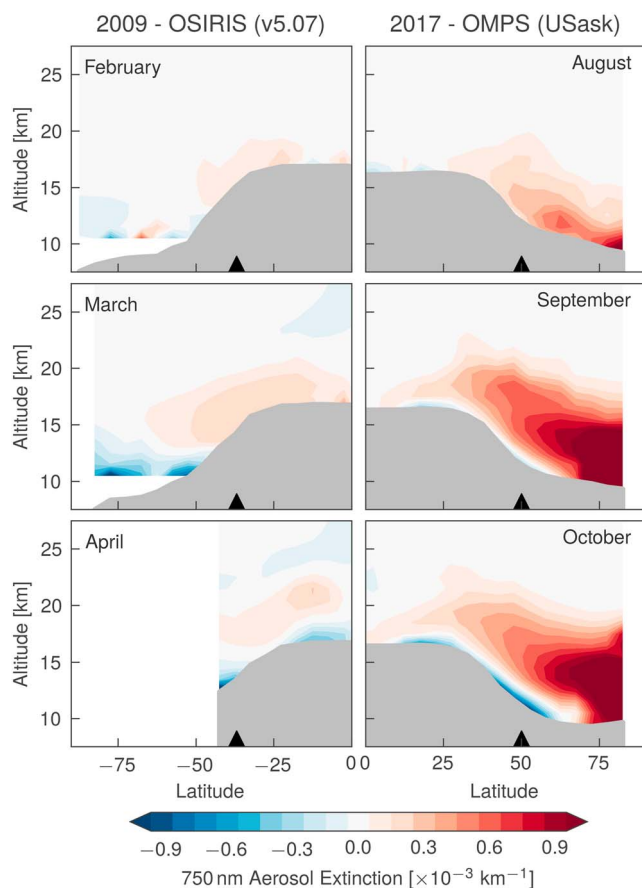 2009 - OSIRIS (v5.07) 2017 - OMPS (USask)
February August
25
20
15
10
Altitude [km]
March September
25
20
15
10
Altitude [km]
April October
25
20
15
10
Altitude [km]
−75 −50 −25 0 0 25 50 75
Latitude Latitude
−0.9 −0.6 −0.3 0.0 0.3 0.6 0.9
750 nm Aerosol Extinction [×10⁻³ km⁻¹]